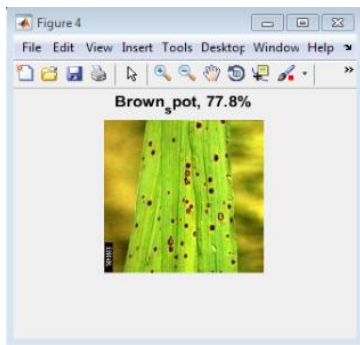 Figure 4
File Edit View Insert Tools Desktop Window Help
Brown_spot, 77.8%